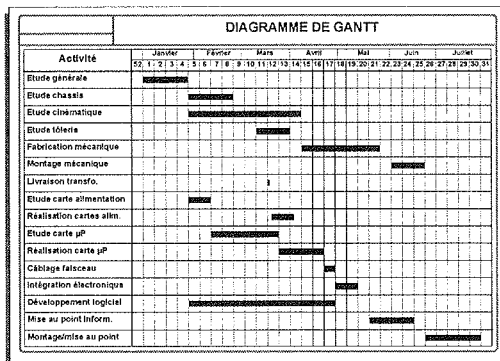 DIAGRAMME DE GANTT
Activité
Janvier Février Mars Avril Mai Juin Juillet
52 1 2 3 4 5 6 7 8 9 10 11 12 13 14 15 16 17 18 19 20 21 22 23 24 25 26 27 28 29 30 31
Etude générale
Etude chassis
Etude cinématique
Etude tôleris
Fabrication mécanique
Montage mécanique
Livraison transfo.
Etude carte alimentation
Réalisation cartes alim.
Etude carte µP
Réalisation carte µP
Câblage faisceau
Intégration électronique
Développement logiciel
Mise au point Inform.
Montage/mise au point